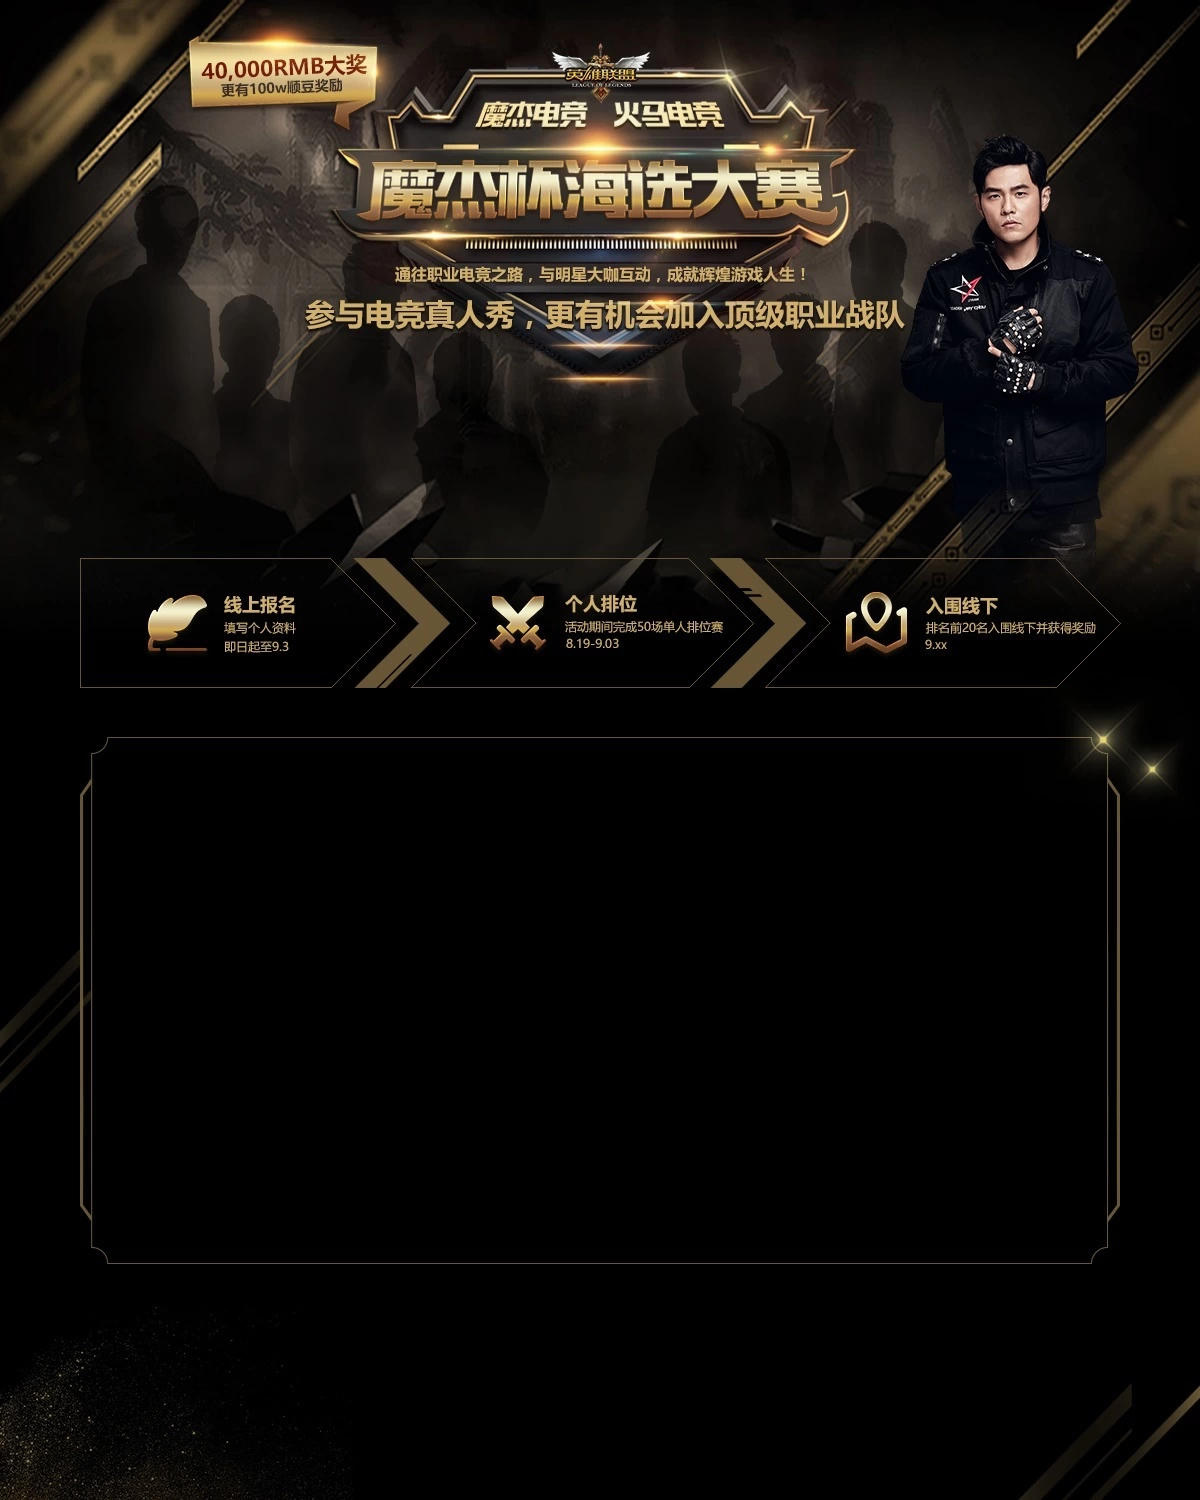 40,000RMB大奖
更有100w顺豆奖励
英雄联盟
LEAGUE OF LEGENDS
魔杰电竞 火马电竞
魔杰杯海选大赛
通往职业电竞之路，与明星大咖互动，成就辉煌游戏人生！
参与电竞真人秀，更有机会加入顶级职业战队
线上报名
填写个人资料
即日起至9.3
个人排位
活动期间完成50场单人排位赛
8.19-9.03
入围线下
排名前20名入围线下并获得奖励
9.xx